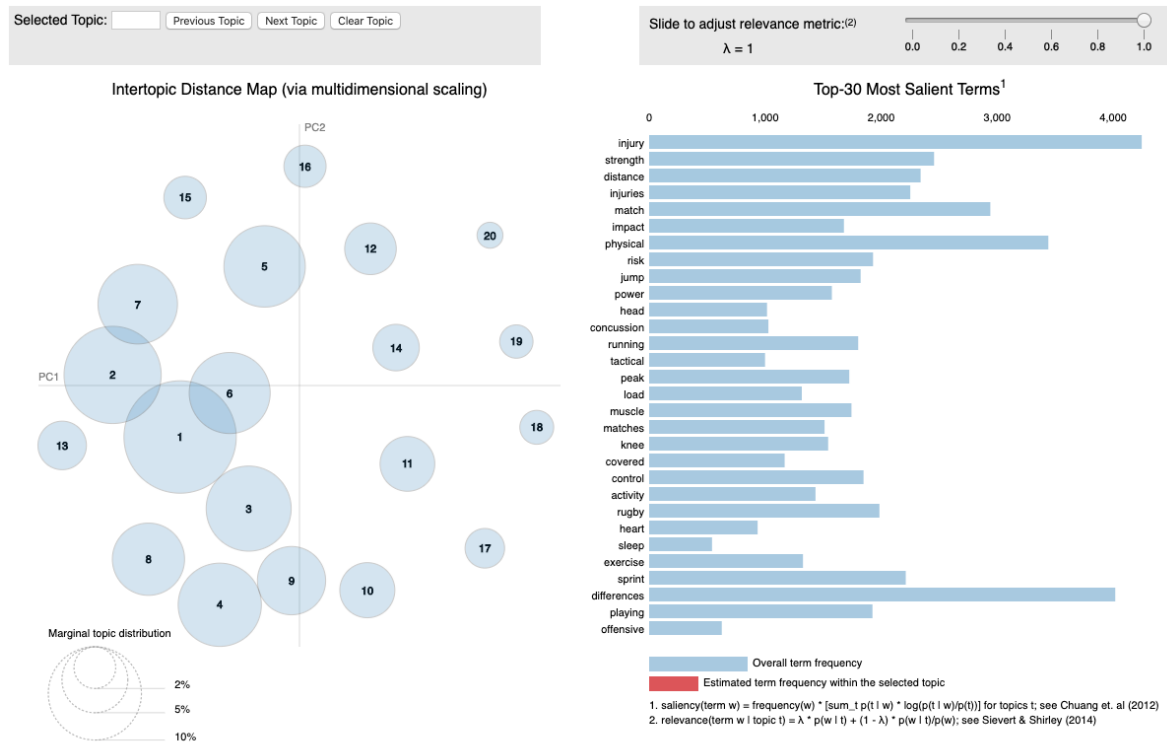 Selected Topic: Previous Topic Next Topic Clear Topic
Slide to adjust relevance metric:(2)
λ = 1
0.0 0.2 0.4 0.6 0.8 1.0
Intertopic Distance Map (via multidimensional scaling)
PC2
PC1
16
15
20
12
5
7
19
14
2
6
18
1
13
11
3
17
8
9
10
4
Marginal topic distribution
2%
5%
10%
Top-30 Most Salient Terms1
0 1,000 2,000 3,000 4,000
injury
strength
distance
injuries
match
impact
physical
risk
jump
power
head
concussion
running
tactical
peak
load
muscle
matches
knee
covered
control
activity
rugby
heart
sleep
exercise
sprint
differences
playing
offensive
Overall term frequency
Estimated term frequency within the selected topic
1. saliency(term w) = frequency(w) * [sum_t p(t | w) * log(p(t | w)/p(t))] for topics t; see Chuang et. al (2012)
2. relevance(term w | topic t) = λ * p(w | t) + (1 - λ) * p(w | t)/p(w); see Sievert & Shirley (2014)